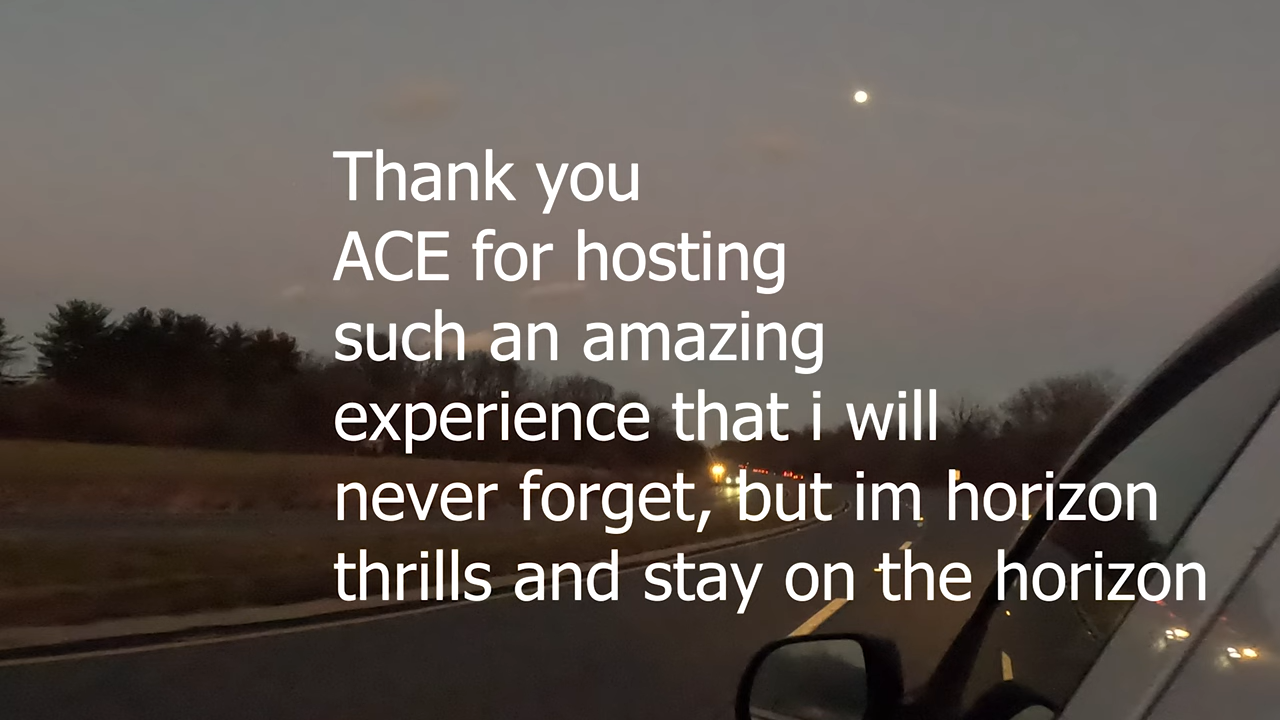 Thank you
ACE for hosting
such an amazing
experience that i will
never forget, but im horizon
thrills and stay on the horizon